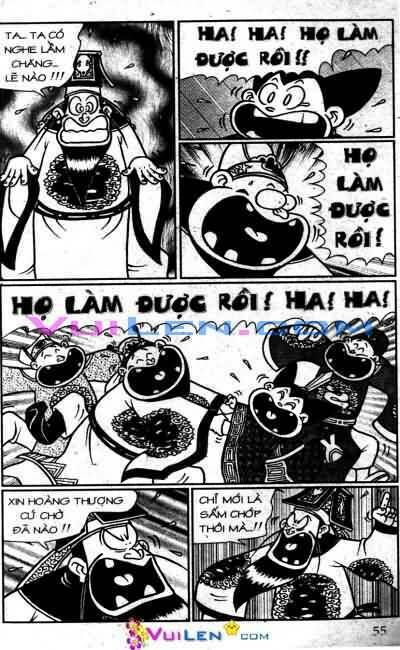 TA... TA CÓ
NGHE LẦM
CHĂNG...
LẼ NÀO !!!
HA! HA! HỌ LÀM
ĐƯỢC RỒI!!
HỌ
LÀM
ĐƯỢC
RỒI!
HỌ LÀM ĐƯỢC RỒI! HA! HA!
VUILEN.COM
XIN HOÀNG THƯỢNG
CỨ CHỜ
ĐÃ NÀO !!
CHỈ MỚI LÀ
SẤM CHỚP
THÔI MÀ...!!
55
VUILEN.COM